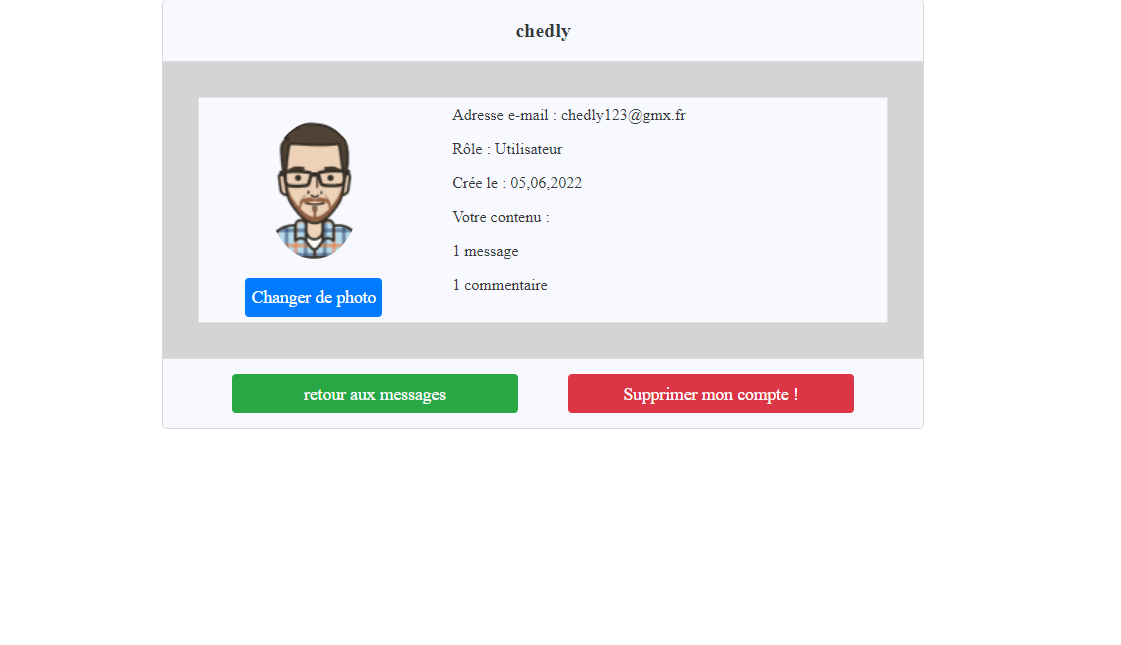 chedly
Adresse e-mail : chedly123@gmx.fr
Rôle : Utilisateur
Crée le : 05,06,2022
Votre contenu :
1 message
1 commentaire
Changer de photo
retour aux messages
Supprimer mon compte !